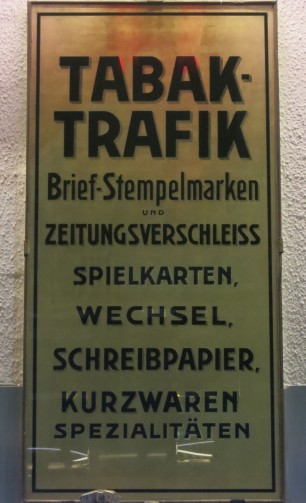 TABAK-
TRAFIK
Brief-Stempelmarken
UND
ZEITUNGSVERSCHLEISS
SPIELKARTEN,
WECHSEL,
SCHREIBPAPIER,
KURZWAREN
SPEZIALITÄTEN